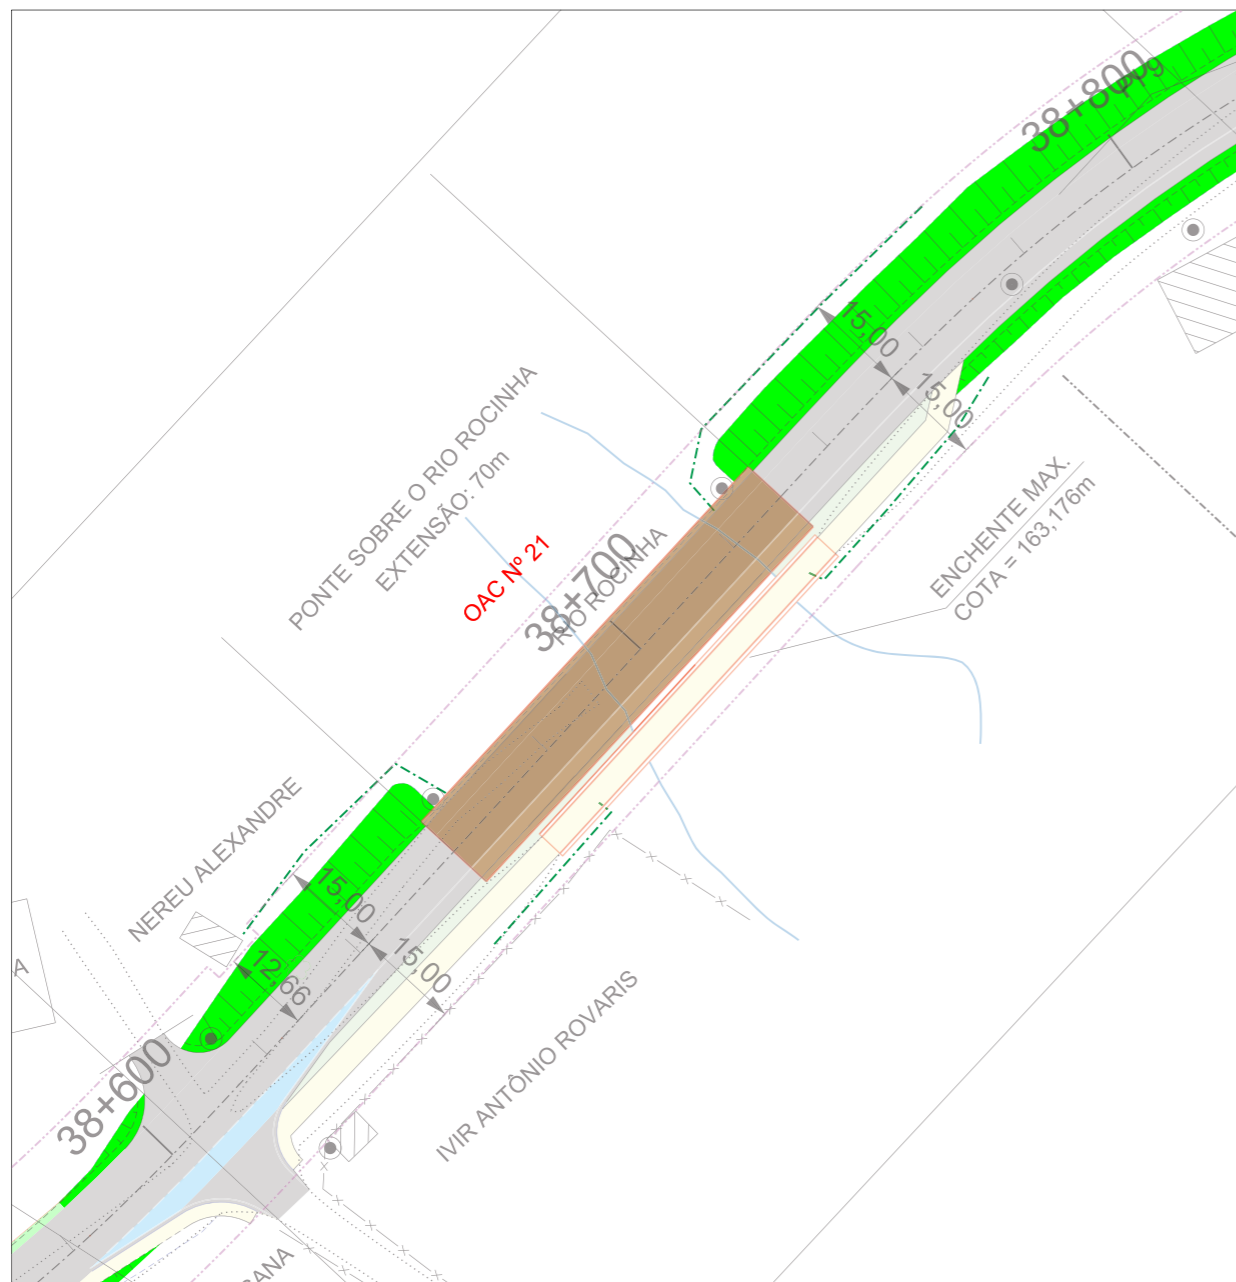 38+800
15,00
15,00
PONTE SOBRE O RIO ROCINHA
EXTENSÃO: 70m
OAC Nº 21
38+700
RIO ROCINHA
ENCHENTE MAX.
COTA = 163,176m
NEREU ALEXANDRE
15,00
15,00
12,66
A
38+600
IVIR ANTÔNIO ROVARIS